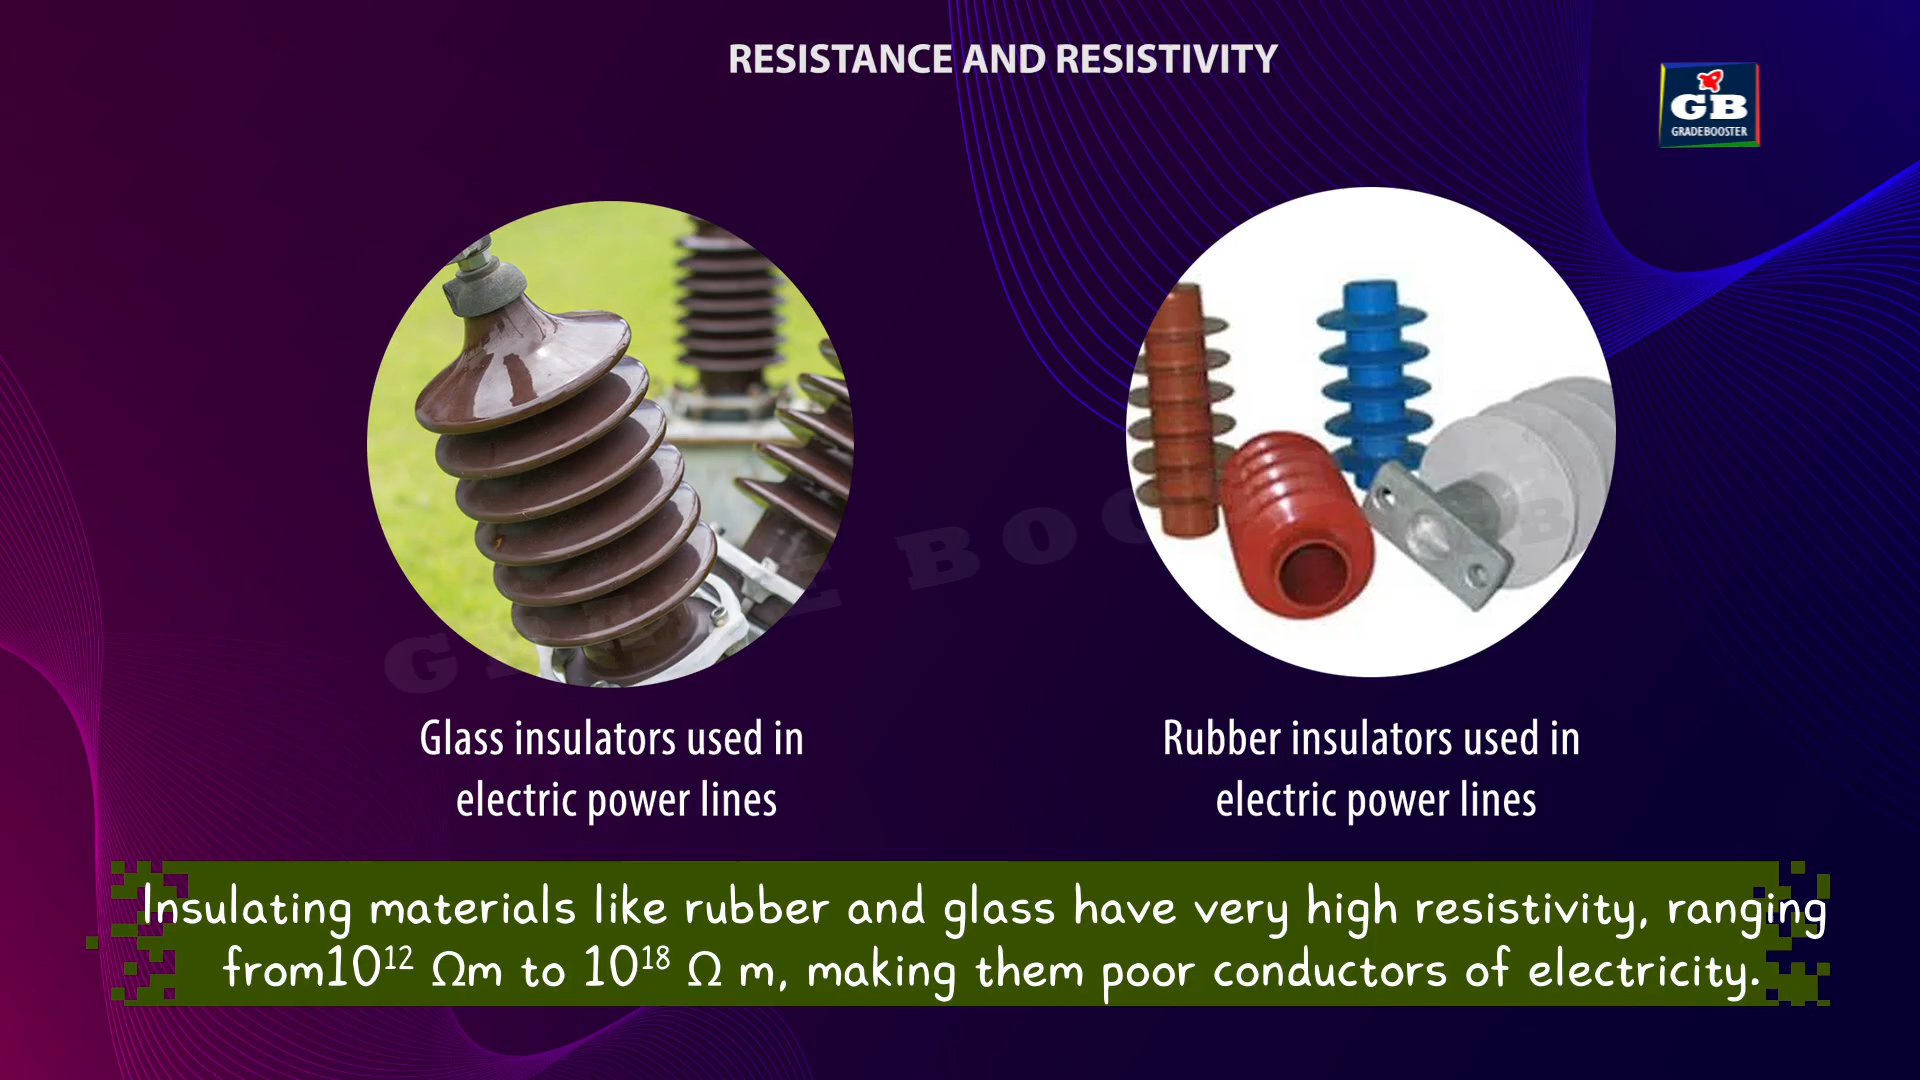 RESISTANCE AND RESISTIVITY
GB
GRADEBOOSTER
Glass insulators used in
electric power lines
Rubber insulators used in
electric power lines
Insulating materials like rubber and glass have very high resistivity, ranging
from10¹² Ωm to 10¹⁸ Ω m, making them poor conductors of electricity.